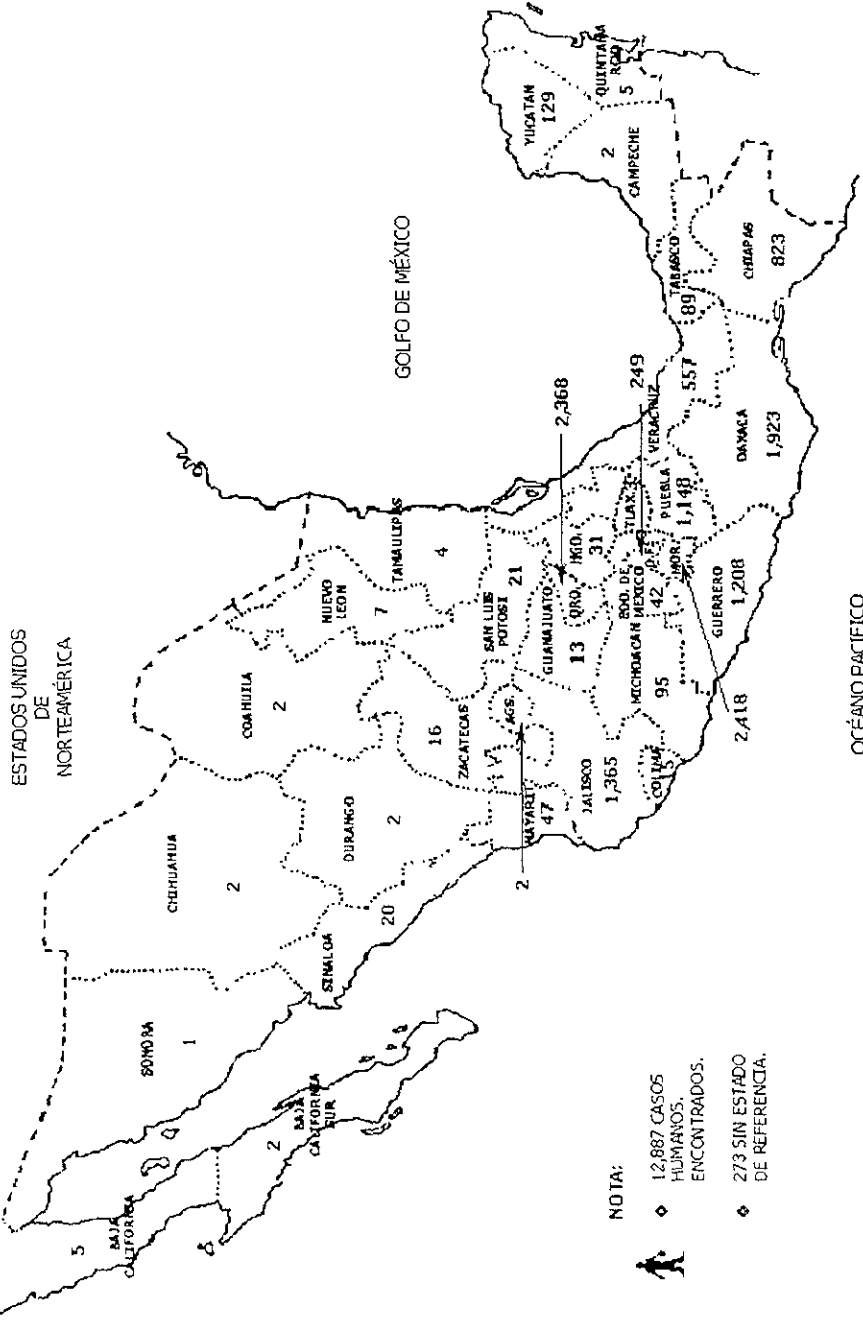 ESTADOS UNIDOS
DE
NORTEAMÉRICA
GOLFO DE MÉXICO
OCÉANO PACÍFICO
BAJA
CALIFORNIA
5
BAJA
CALIFORNIA
SUR
2
SONORA
1
CHIHUAHUA
2
COAHUILA
2
NUEVO
LEON
7
TAMAULIPAS
4
SINALOA
20
DURANGO
2
ZACATECAS
16
SAN LUIS
POTOSI
21
AGS.
2
NAYARIT
47
JALISCO
1,365
COLIMA
15
GUANAJUATO
13
QRO.
2,368
HGO.
31
MICHOACAN
95
EDO. DE
MEXICO
42
D.F.
249
TLAX.
3
MOR.
2,418
PUEBLA
1,148
VERACRUZ
557
GUERRERO
1,208
OAXACA
1,923
TABASCO
89
CHIAPAS
823
CAMPECHE
2
YUCATAN
129
QUINTANA
ROO
5
NOTA:
12,887 CASOS
HUMANOS.
ENCONTRADOS.
273 SIN ESTADO
DE REFERENCIA.